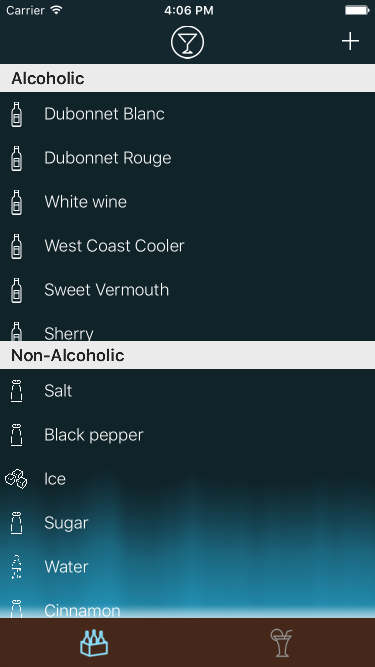 Carrier 4:06 PM
Alcoholic
Dubonnet Blanc
Dubonnet Rouge
White wine
West Coast Cooler
Sweet Vermouth
Sherry
Non-Alcoholic
Salt
Black pepper
Ice
Sugar
Water
Cinnamon